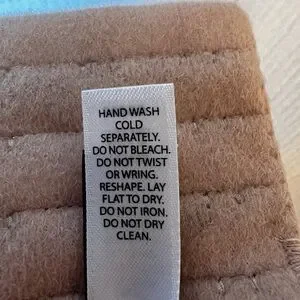 HAND WASH
COLD
SEPARATELY.
DO NOT BLEACH.
DO NOT TWIST
OR WRING.
RESHAPE. LAY
FLAT TO DRY.
DO NOT IRON.
DO NOT DRY
CLEAN.